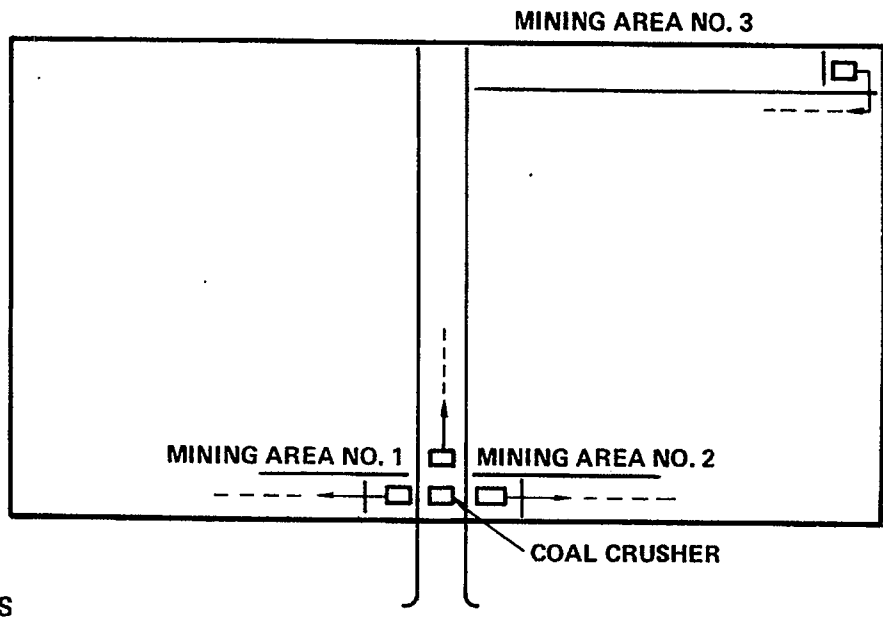 MINING AREA NO. 3
MINING AREA NO. 1
MINING AREA NO. 2
COAL CRUSHER
S